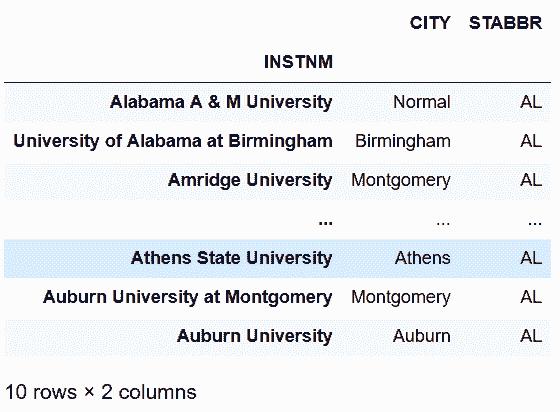 CITY STABBR
INSTNM
Alabama A & M University Normal AL
University of Alabama at Birmingham Birmingham AL
Amridge University Montgomery AL
... ... ...
Athens State University Athens AL
Auburn University at Montgomery Montgomery AL
Auburn University Auburn AL
10 rows × 2 columns